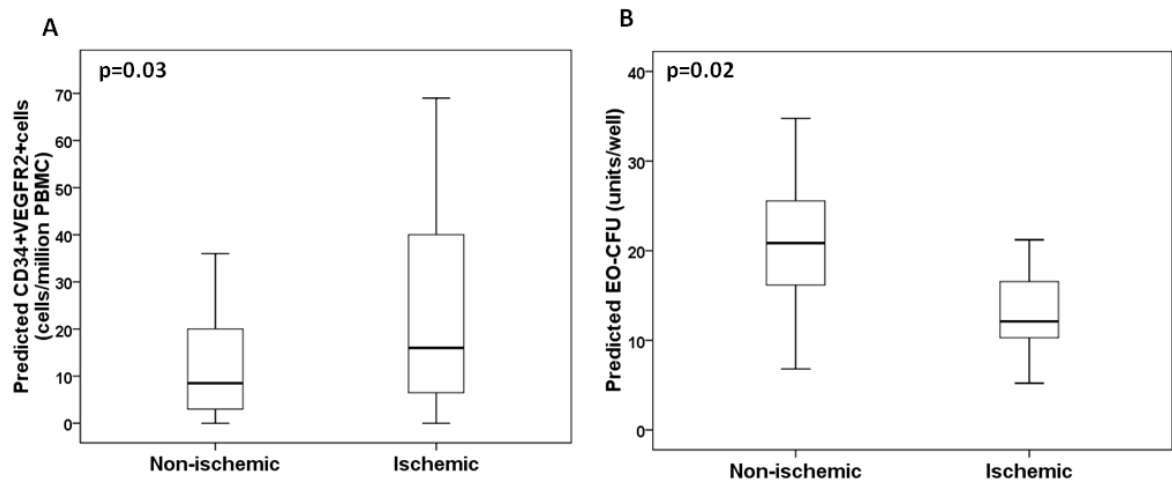 A
p=0.03
Predicted CD34+VEGFR2+cells
(cells/million PBMC)
70
60
50
40
30
20
10
0
Non-ischemic Ischemic
B
p=0.02
Predicted EO-CFU (units/well)
40
30
20
10
0
Non-ischemic Ischemic